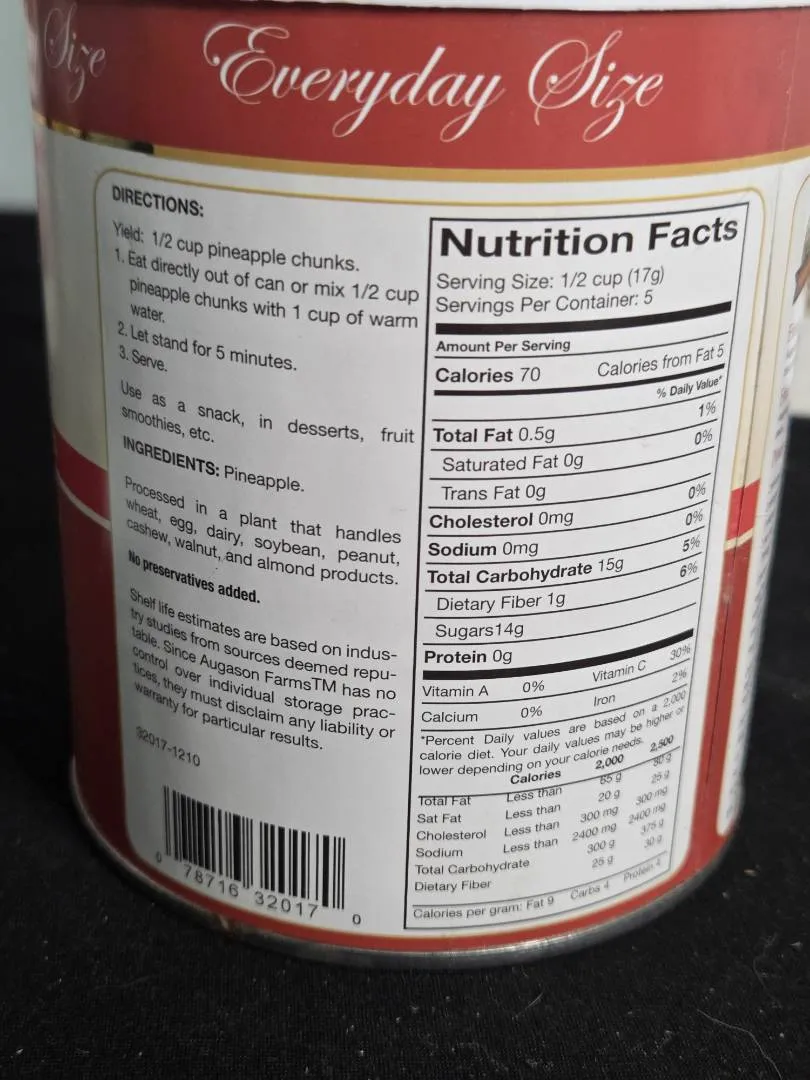 Size
Everyday Size
DIRECTIONS:
Yield: 1/2 cup pineapple chunks.
1. Eat directly out of can or mix 1/2 cup
pineapple chunks with 1 cup of warm
water.
2. Let stand for 5 minutes.
3. Serve.
Use as a snack, in desserts, fruit
smoothies, etc.
INGREDIENTS: Pineapple.
Processed in a plant that handles
wheat, egg, dairy, soybean, peanut,
cashew, walnut, and almond products.
No preservatives added.
Shelf life estimates are based on indus-
try studies from sources deemed repu-
table. Since Augason FarmsTM has no
control over individual storage prac-
tices, they must disclaim any liability or
warranty for particular results.
32017-1210
0 78716 32017 0
Nutrition Facts
Serving Size: 1/2 cup (17g)
Servings Per Container: 5
Amount Per Serving
Calories 70 Calories from Fat 5
% Daily Value*
Total Fat 0.5g 1%
Saturated Fat 0g 0%
Trans Fat 0g
Cholesterol 0mg 0%
Sodium 0mg 0%
Total Carbohydrate 15g 5%
Dietary Fiber 1g 6%
Sugars14g
Protein 0g
Vitamin A 0% Vitamin C 30%
Calcium 0% Iron 2%
*Percent Daily values are based on a 2,000
calorie diet. Your daily values may be higher or
lower depending on your calorie needs.
Calories 2,000 2,500
Total Fat Less than 65 g 80 g
Sat Fat Less than 20 g 25 g
Cholesterol Less than 300 mg 300 mg
Sodium Less than 2400 mg 2400 mg
Total Carbohydrate 300 g 375 g
Dietary Fiber 25 g 30 g
Calories per gram: Fat 9 Carbs 4 Protein 4